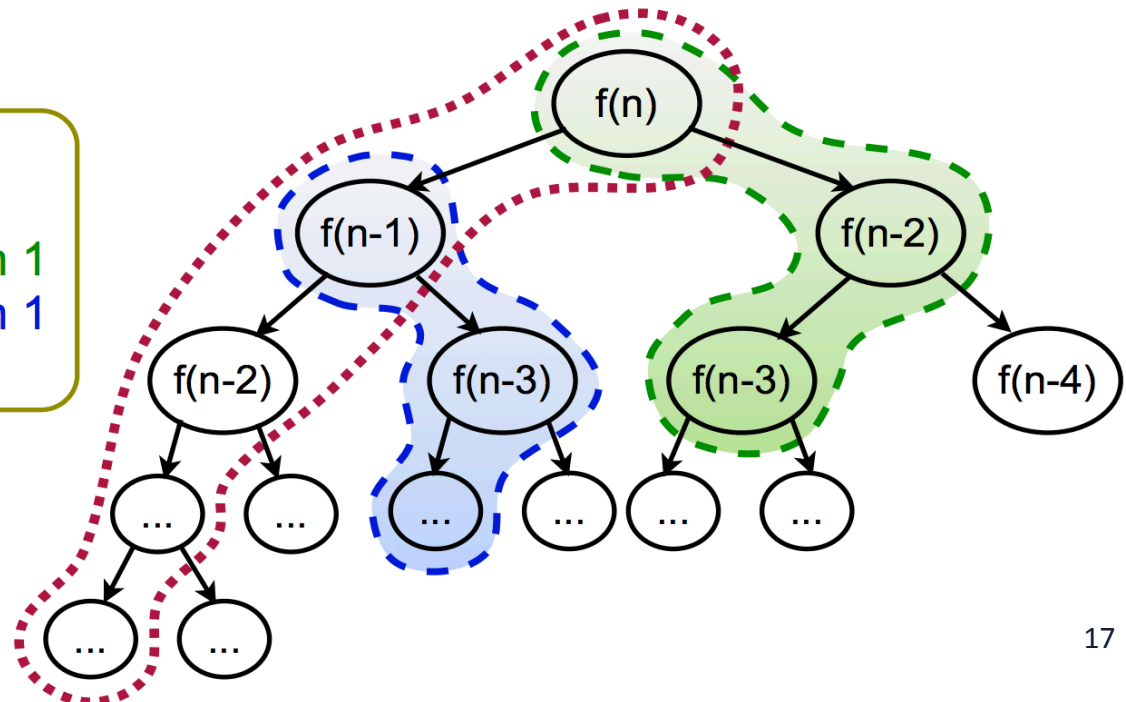 f(n)
f(n-1)
f(n-2)
n 1
n 1
f(n-2)
f(n-3)
f(n-3)
f(n-4)
...
...
...
...
...
...
...
...
17